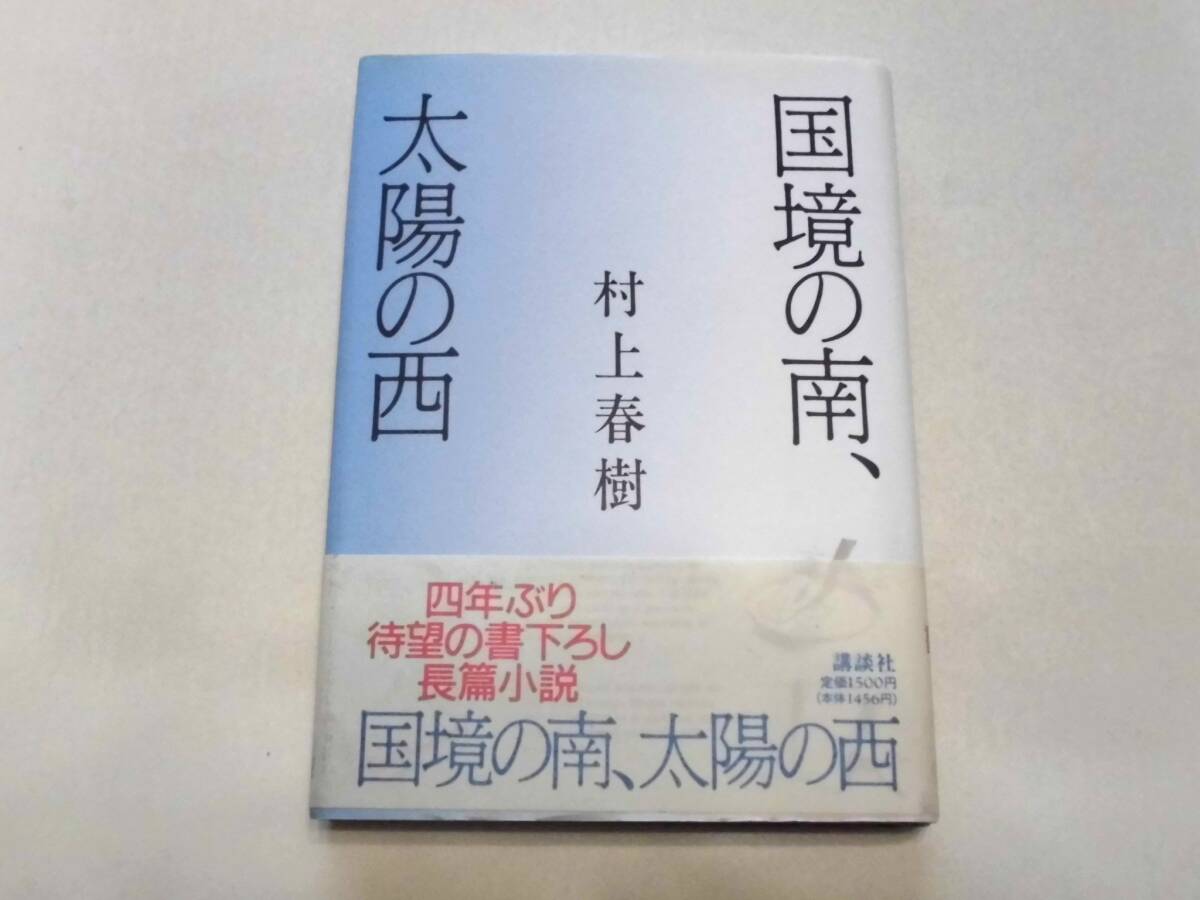 国境の南、
太陽の西
村上春樹
四年ぶり
待望の書下ろし
長篇小説
講談社
定価1500円
(本体1456円)
国境の南、太陽の西